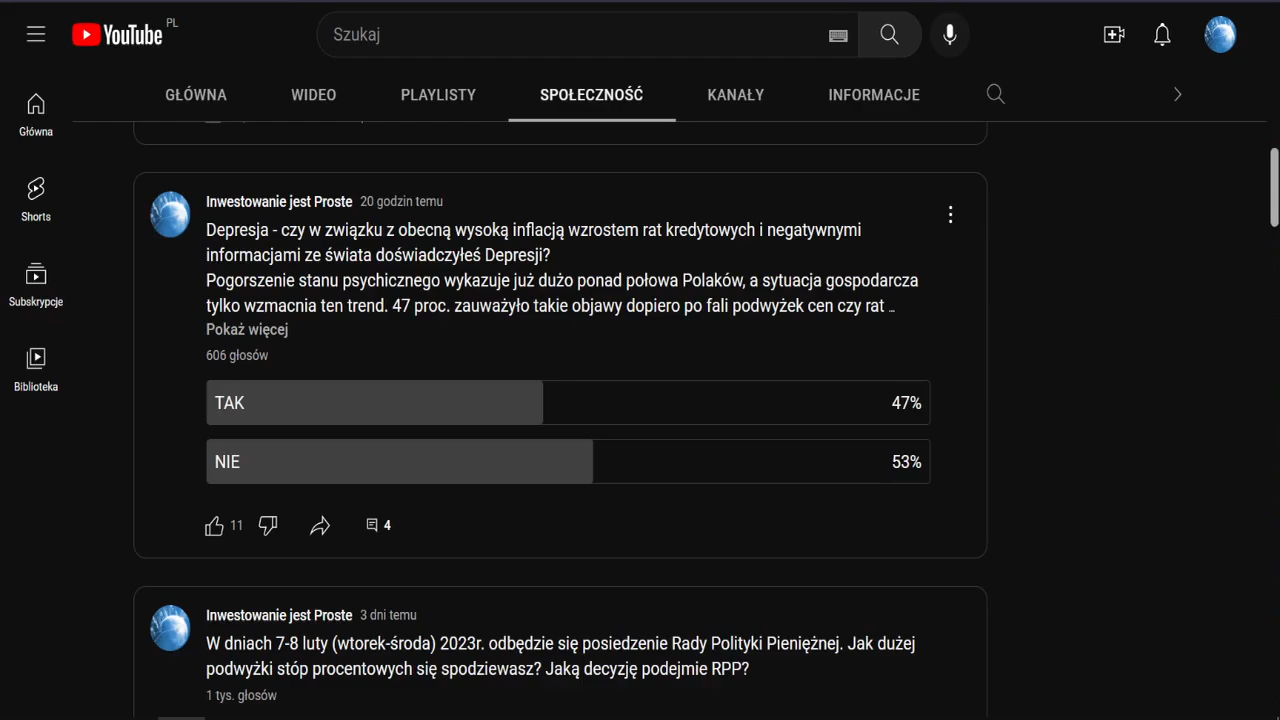 YouTube PL
Szukaj
GŁÓWNA WIDEO PLAYLISTY SPOŁECZNOŚĆ KANAŁY INFORMACJE
Główna
Shorts
Subskrypcje
Biblioteka
Inwestowanie jest Proste 20 godzin temu
Depresja - czy w związku z obecną wysoką inflacją wzrostem rat kredytowych i negatywnymi
informacjami ze świata doświadczyłeś Depresji?
Pogorszenie stanu psychicznego wykazuje już dużo ponad połowa Polaków, a sytuacja gospodarcza
tylko wzmacnia ten trend. 47 proc. zauważyło takie objawy dopiero po fali podwyżek cen czy rat ...
Pokaż więcej
606 głosów
TAK 47%
NIE 53%
11 4
Inwestowanie jest Proste 3 dni temu
W dniach 7-8 luty (wtorek-środa) 2023r. odbędzie się posiedzenie Rady Polityki Pieniężnej. Jak dużej
podwyżki stóp procentowych się spodziewasz? Jaką decyzję podejmie RPP?
1 tys. głosów